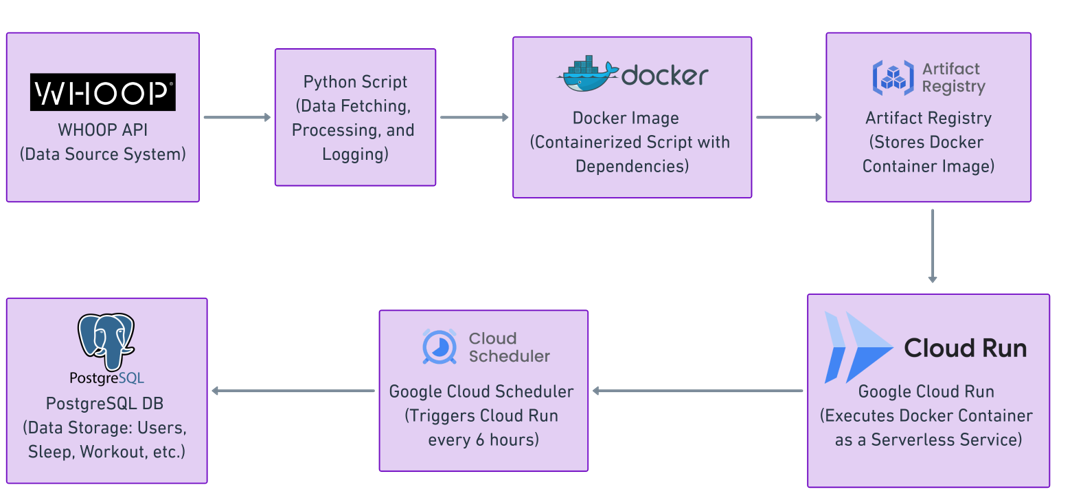 WHOOP
WHOOP API
(Data Source System)
Python Script
(Data Fetching,
Processing, and
Logging)
docker
Docker Image
(Containerized Script with
Dependencies)
Artifact
Registry
Artifact Registry
(Stores Docker
Container Image)
PostgreSQL
PostgreSQL DB
(Data Storage: Users,
Sleep, Workout, etc.)
Cloud
Scheduler
Google Cloud Scheduler
(Triggers Cloud Run
every 6 hours)
Cloud Run
Google Cloud Run
(Executes Docker Container
as a Serverless Service)